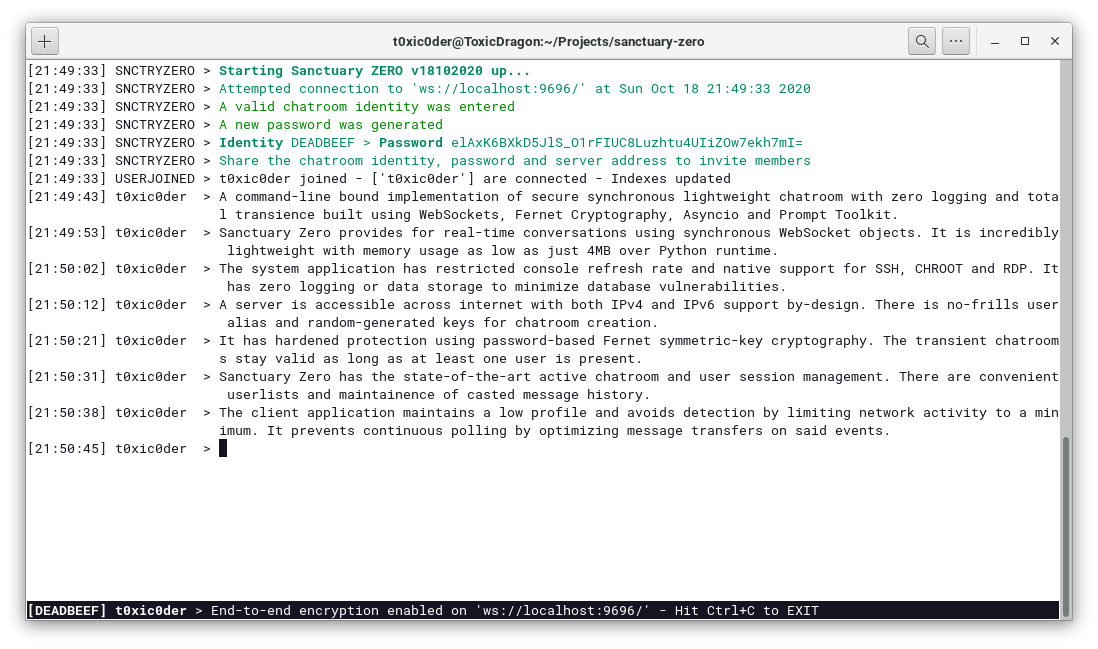 t0xic0der@ToxicDragon:~/Projects/sanctuary-zero
[21:49:33] SNCTRYZERO > Starting Sanctuary ZERO v18102020 up...
[21:49:33] SNCTRYZERO > Attempted connection to 'ws://localhost:9696/' at Sun Oct 18 21:49:33 2020
[21:49:33] SNCTRYZERO > A valid chatroom identity was entered
[21:49:33] SNCTRYZERO > A new password was generated
[21:49:33] SNCTRYZERO > Identity DEADBEEF > Password elAxK6BXkD5JlS_O1rFIUC8Luzhtu4UIiZOw7ekh7mI=
[21:49:33] SNCTRYZERO > Share the chatroom identity, password and server address to invite members
[21:49:33] USERJOINED > t0xic0der joined - ['t0xic0der'] are connected - Indexes updated
[21:49:43] t0xic0der  > A command-line bound implementation of secure synchronous lightweight chatroom with zero logging and tota
l transience built using WebSockets, Fernet Cryptography, Asyncio and Prompt Toolkit.
[21:49:53] t0xic0der  > Sanctuary Zero provides for real-time conversations using synchronous WebSocket objects. It is incredibly
lightweight with memory usage as low as just 4MB over Python runtime.
[21:50:02] t0xic0der  > The system application has restricted console refresh rate and native support for SSH, CHROOT and RDP. It
has zero logging or data storage to minimize database vulnerabilities.
[21:50:12] t0xic0der  > A server is accessible across internet with both IPv4 and IPv6 support by-design. There is no-frills user
alias and random-generated keys for chatroom creation.
[21:50:21] t0xic0der  > It has hardened protection using password-based Fernet symmetric-key cryptography. The transient chatroom
s stay valid as long as at least one user is present.
[21:50:31] t0xic0der  > Sanctuary Zero has the state-of-the-art active chatroom and user session management. There are convenient
userlists and maintainence of casted message history.
[21:50:38] t0xic0der  > The client application maintains a low profile and avoids detection by limiting network activity to a min
imum. It prevents continuous polling by optimizing message transfers on said events.
[21:50:45] t0xic0der  >
[DEADBEEF] t0xic0der > End-to-end encryption enabled on 'ws://localhost:9696/' - Hit Ctrl+C to EXIT